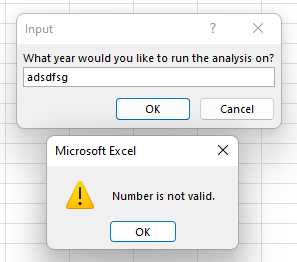 Input
What year would you like to run the analysis on?
adsdfsg
OK
Cancel
Microsoft Excel
Number is not valid.
OK